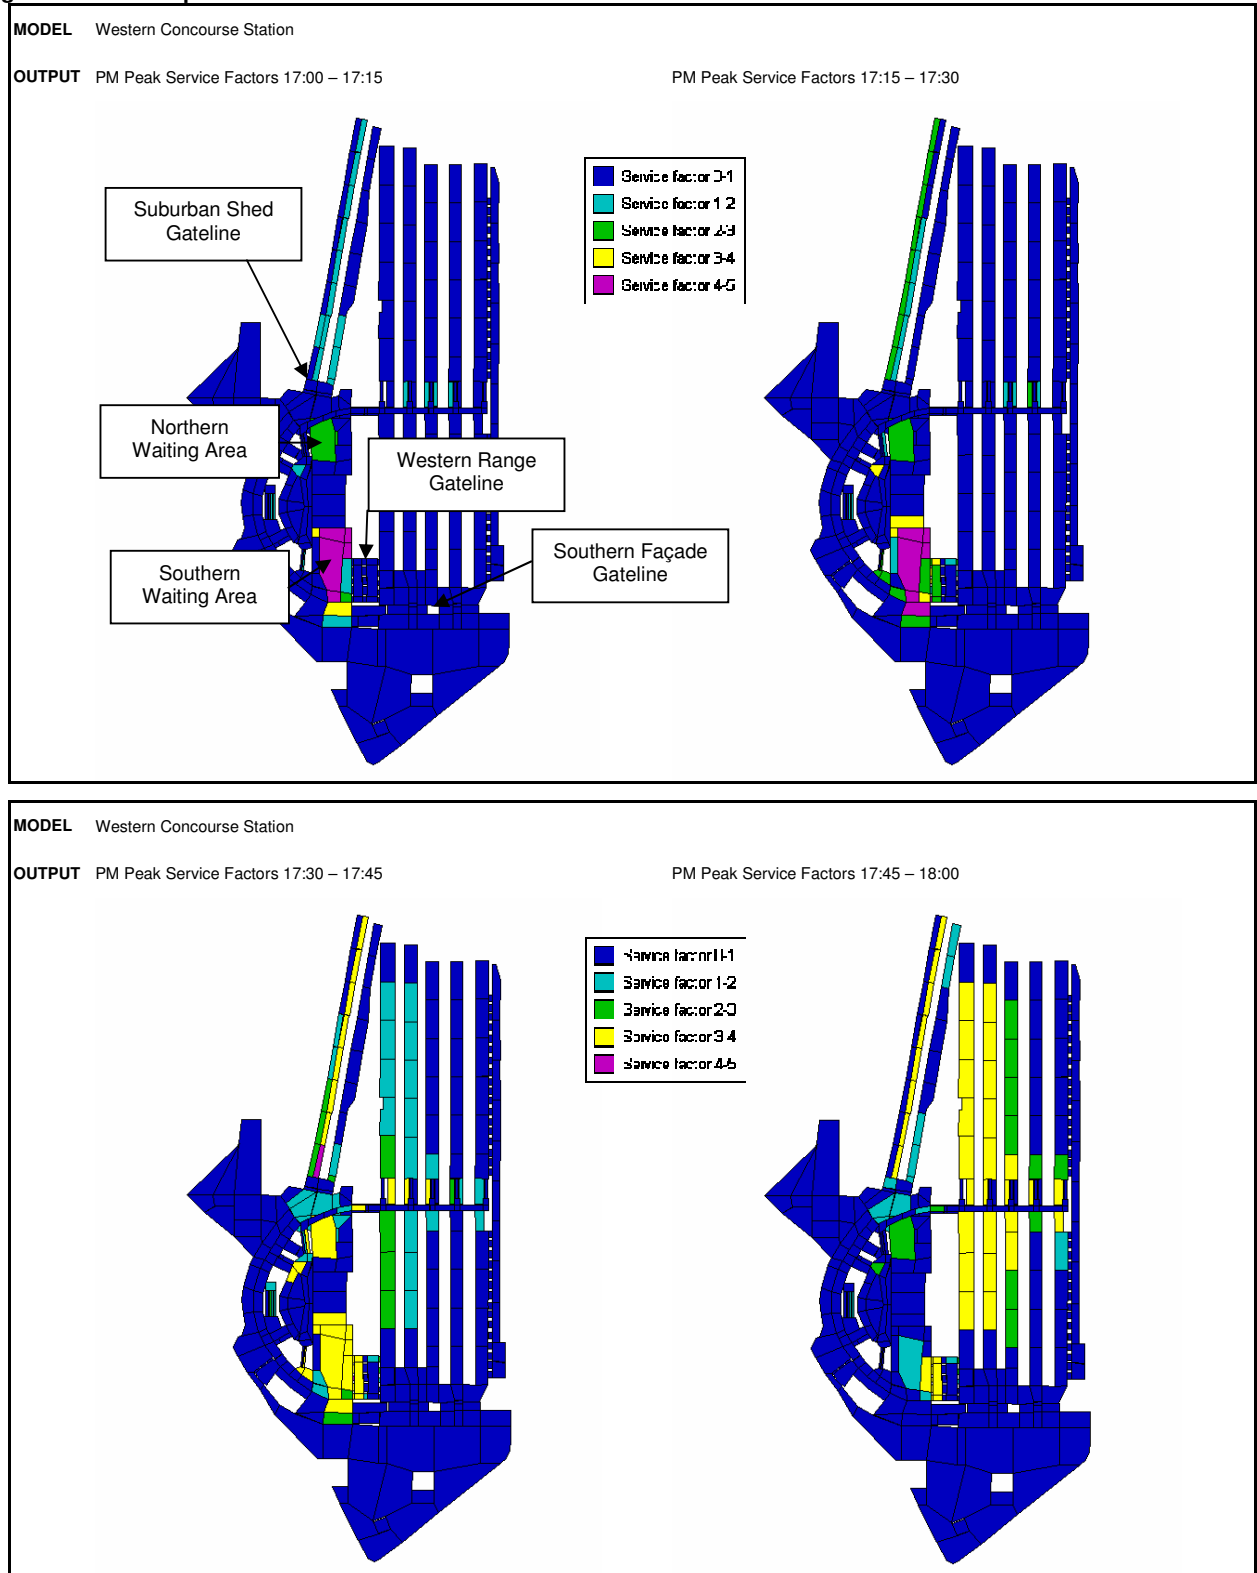 MODEL Western Concourse Station
OUTPUT PM Peak Service Factors 17:00 – 17:15 PM Peak Service Factors 17:15 – 17:30
Service factor 0-1
Service factor 1-2
Service factor 2-3
Service factor 3-4
Service factor 4-5
Suburban Shed
Gateline
Northern
Waiting Area
Western Range
Gateline
Southern Façade
Gateline
Southern
Waiting Area
MODEL Western Concourse Station
OUTPUT PM Peak Service Factors 17:30 – 17:45 PM Peak Service Factors 17:45 – 18:00
Service factor 0-1
Service factor 1-2
Service factor 2-3
Service factor 3-4
Service factor 4-5